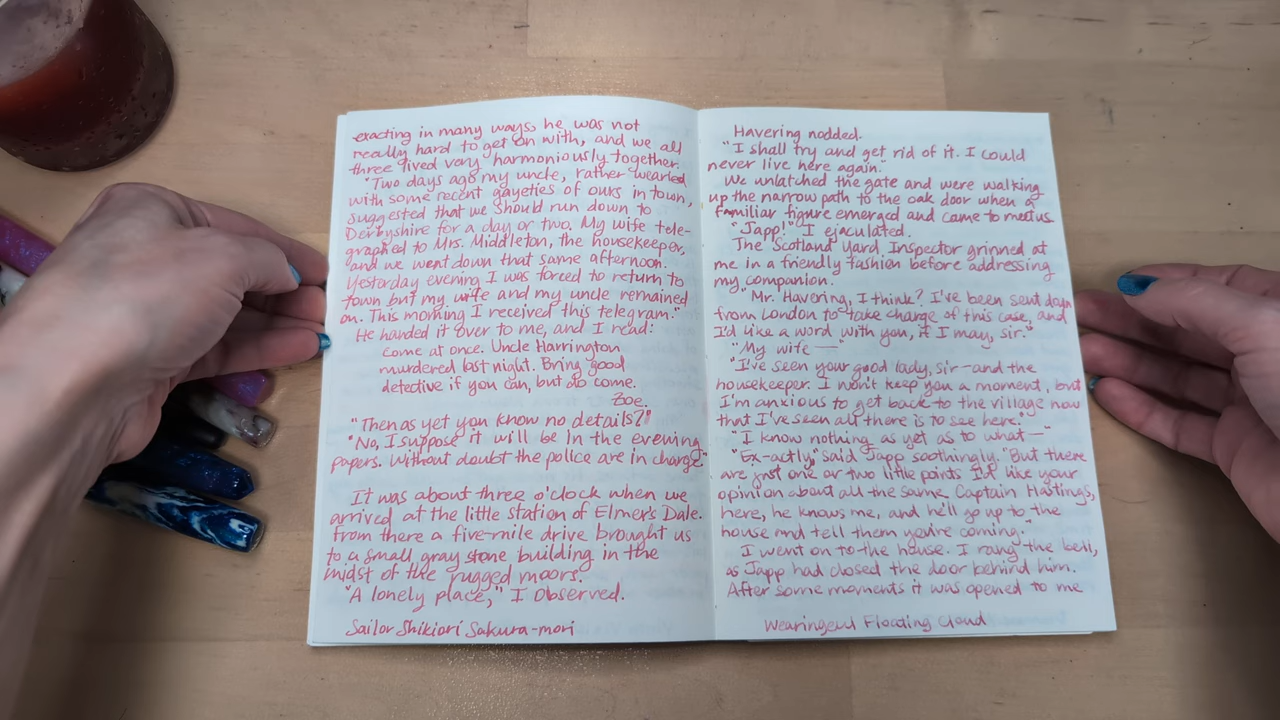 exacting in many ways, he was not
really hard to get on with, and we all
three lived very harmoniously together.
"Two days ago my uncle, rather wearied
with some recent gayeties of ours in town,
suggested that we should run down to
Derbyshire for a day or two. My wife tele-
graphed to Mrs. Middleton, the housekeeper,
and we went down that same afternoon.
Yesterday evening I was forced to return to
town but my wife and my uncle remained
on. This morning I received this telegram."
He handed it over to me, and I read:
come at once. Uncle Harrington
murdered last night. Bring good
detective if you can, but do come.
Zoe.
"Then as yet you know no details?"
"No, I suppose it will be in the evening
papers. Without doubt the police are in charge"
It was about three o'clock when we
arrived at the little station of Elmer's Dale.
From there a five-mile drive brought us
to a small gray stone building in the
midst of the rugged moors.
"A lonely place," I observed.
Sailor Shikiori Sakura-mori
Havering nodded.
"I shall try and get rid of it. I could
never live here again.
We unlatched the gate and were walking
up the narrow path to the oak door when a
familiar figure emerged and came to meet us
"Japp!" I ejaculated.
The Scotland Yard Inspector grinned at
me in a friendly fashion before addressing
my companion.
"Mr. Havering, I think? I've been sent down
from London to take charge of this case, and
I'd like a word with you, if I may, sir."
"My wife —"
"I've seen your good lady, sir—and the
housekeeper. I won't keep you a moment, but
I'm anxious to get back to the village now
that I've seen all there is to see here."
"I know nothing as yet as to what—"
"Ex-actly," said Japp soothingly. "But there
are just one or two little points I'd like your
opinion about all the same. Captain Hastings,
here, he knows me, and he'll go up to the
house and tell them you're coming."
I went on to the house. I rang the bell,
as Japp had closed the door behind him.
After some moments it was opened to me
Wearingeul Floating Cloud